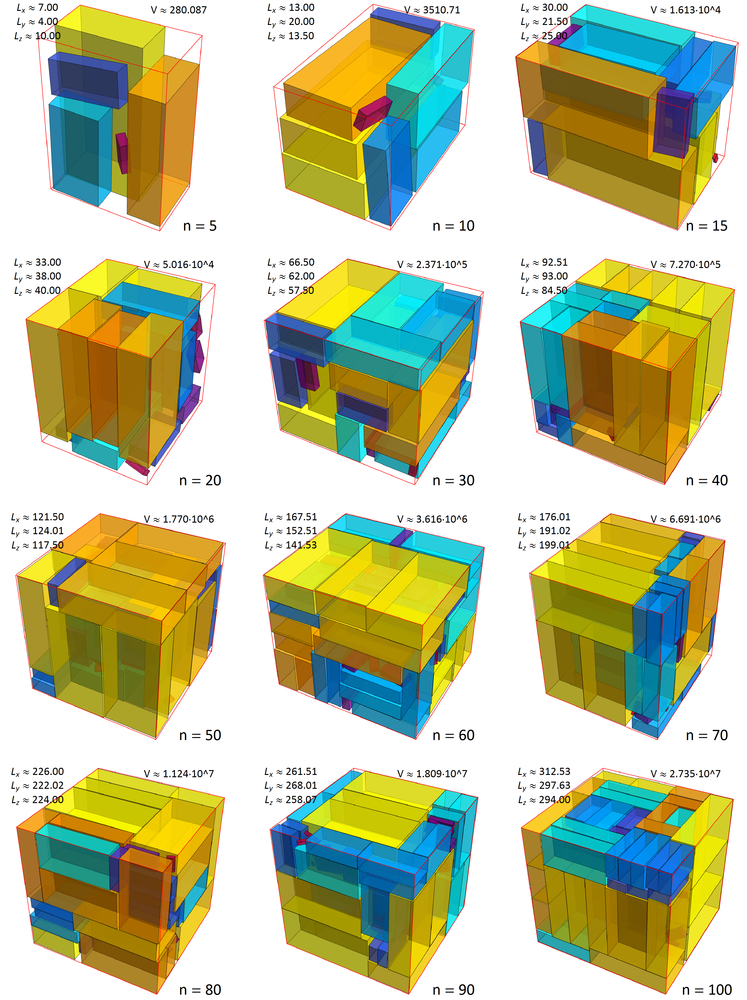 Lx ≈ 7.00 V ≈ 280.087
Ly ≈ 4.00
Lz ≈ 10.00
n = 5
Lx ≈ 13.00 V ≈ 3510.71
Ly ≈ 20.00
Lz ≈ 13.50
n = 10
Lx ≈ 30.00 V ≈ 1.613·10^4
Ly ≈ 21.50
Lz ≈ 25.00
n = 15
Lx ≈ 33.00 V ≈ 5.016·10^4
Ly ≈ 38.00
Lz ≈ 40.00
n = 20
Lx ≈ 66.50 V ≈ 2.371·10^5
Ly ≈ 62.00
Lz ≈ 57.50
n = 30
Lx ≈ 92.51 V ≈ 7.270·10^5
Ly ≈ 93.00
Lz ≈ 84.50
n = 40
Lx ≈ 121.50 V ≈ 1.770·10^6
Ly ≈ 124.01
Lz ≈ 117.50
n = 50
Lx ≈ 167.51 V ≈ 3.616·10^6
Ly ≈ 152.51
Lz ≈ 141.53
n = 60
Lx ≈ 176.01 V ≈ 6.691·10^6
Ly ≈ 191.02
Lz ≈ 199.01
n = 70
Lx ≈ 226.00 V ≈ 1.124·10^7
Ly ≈ 222.02
Lz ≈ 224.00
n = 80
Lx ≈ 261.51 V ≈ 1.809·10^7
Ly ≈ 268.01
Lz ≈ 258.07
n = 90
Lx ≈ 312.53 V ≈ 2.735·10^7
Ly ≈ 297.63
Lz ≈ 294.00
n = 100